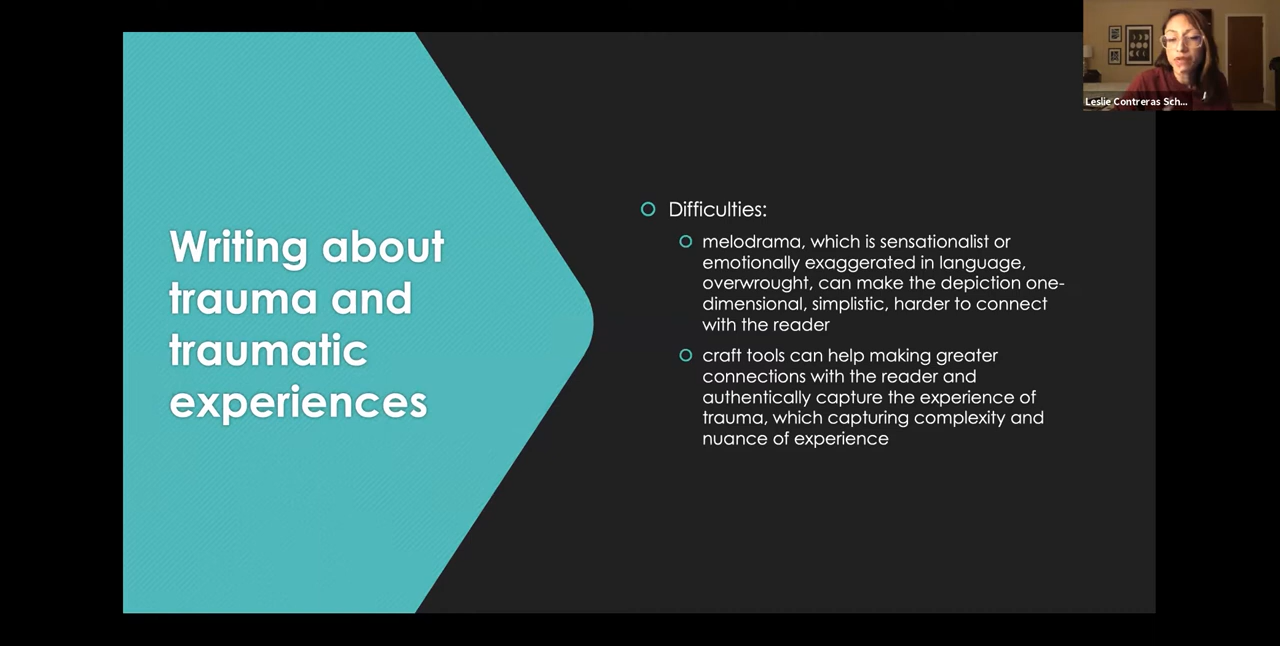 Leslie Contreras Sch...
Writing about
trauma and
traumatic
experiences
Difficulties:
melodrama, which is sensationalist or
emotionally exaggerated in language,
overwrought, can make the depiction one-
dimensional, simplistic, harder to connect
with the reader
craft tools can help making greater
connections with the reader and
authentically capture the experience of
trauma, which capturing complexity and
nuance of experience